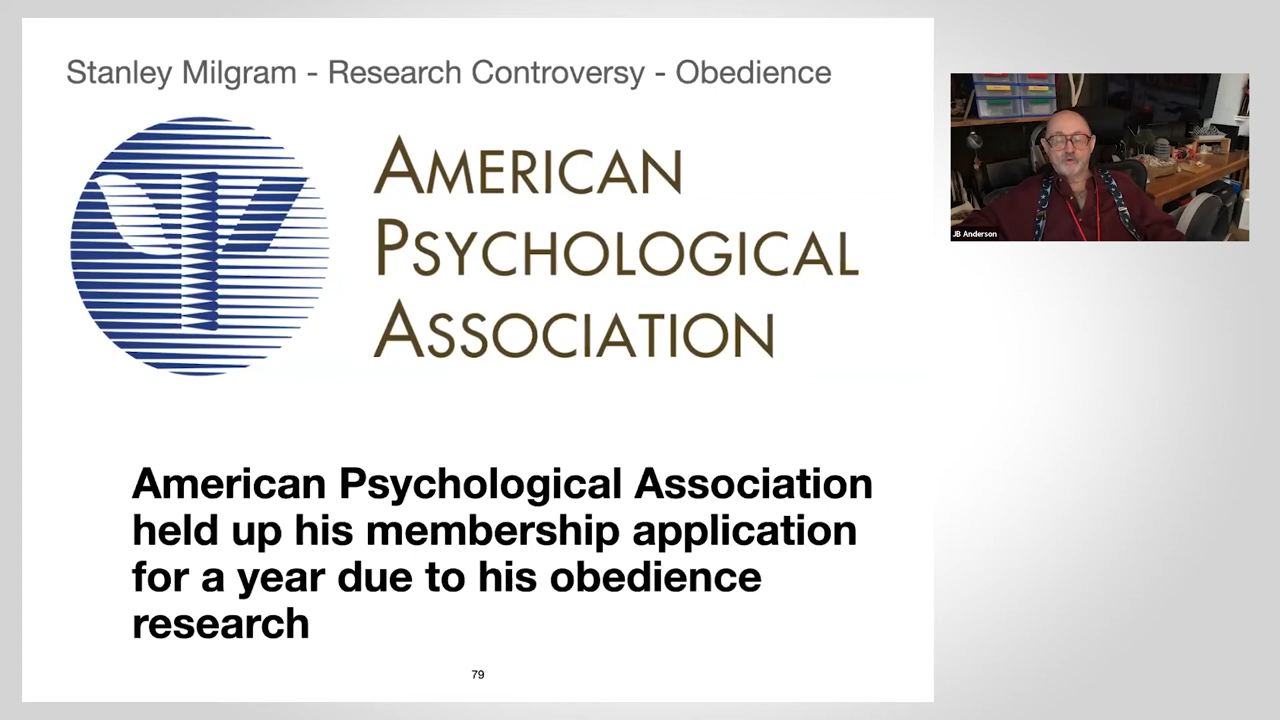 Stanley Milgram - Research Controversy - Obedience
AMERICAN
PSYCHOLOGICAL
ASSOCIATION
American Psychological Association
held up his membership application
for a year due to his obedience
research
79
JB Anderson